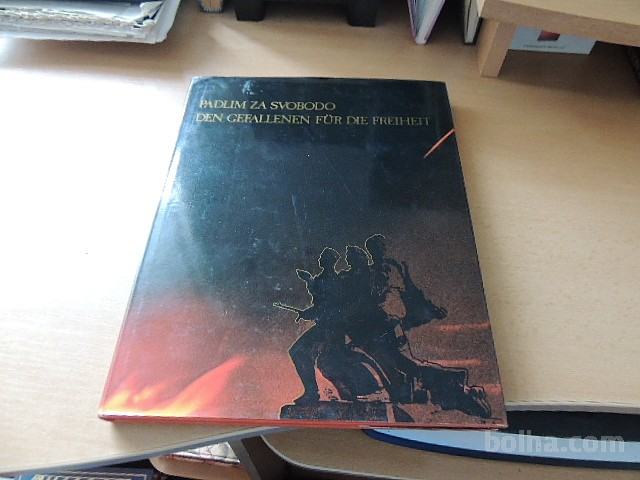 PADLIM ZA SVOBODO
DEN GEFALLENEN FÜR DIE FREIHEIT
bolha.com